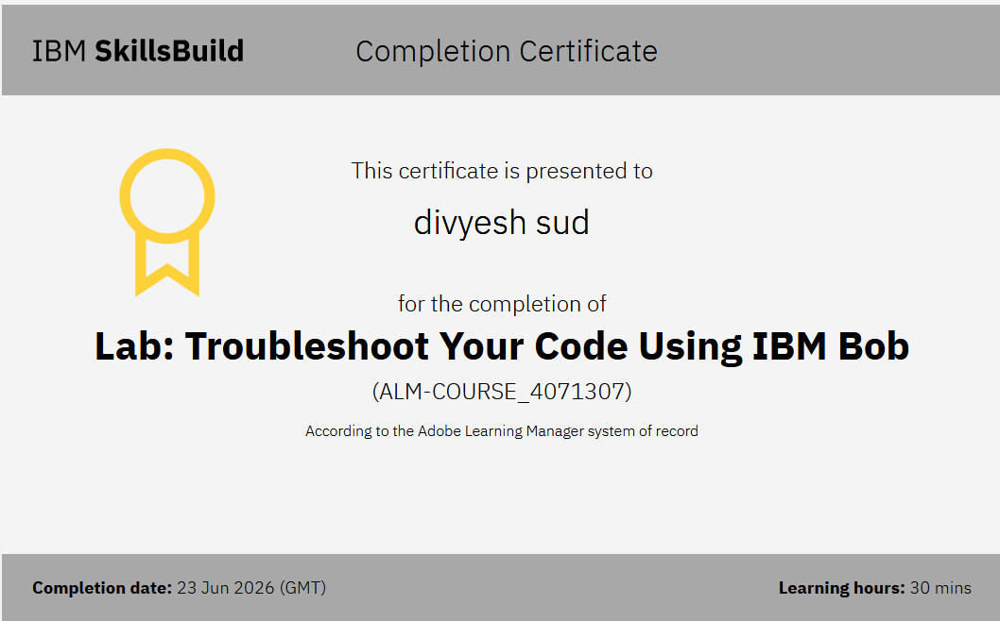 IBM SkillsBuild
Completion Certificate
This certificate is presented to
divyesh sud
for the completion of
Lab: Troubleshoot Your Code Using IBM Bob
(ALM-COURSE_4071307)
According to the Adobe Learning Manager system of record
Completion date: 23 Jun 2026 (GMT)
Learning hours: 30 mins